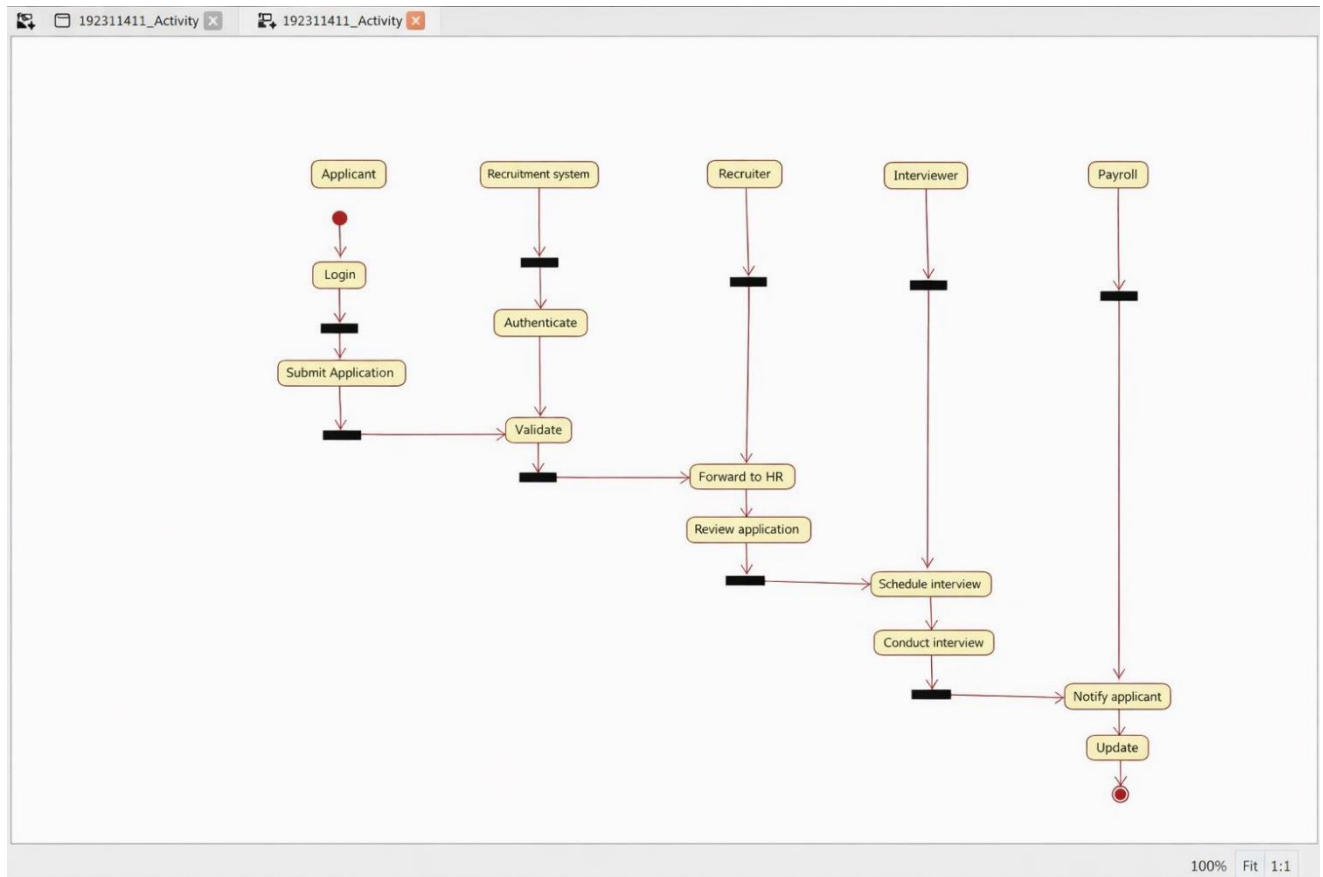 192311411_Activity
192311411_Activity
Applicant
Recruitment system
Recruiter
Interviewer
Payroll
Login
Authenticate
Submit Application
Validate
Forward to HR
Review application
Schedule interview
Conduct interview
Notify applicant
Update
100% Fit 1:1